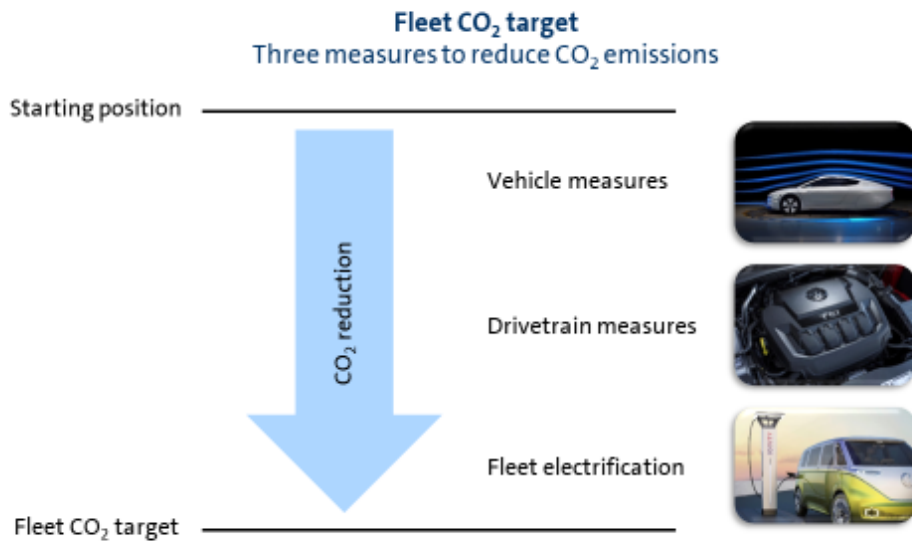 Fleet CO₂ target
Three measures to reduce CO₂ emissions
Starting position
Vehicle measures
CO₂ reduction
Drivetrain measures
Fleet electrification
Fleet CO₂ target